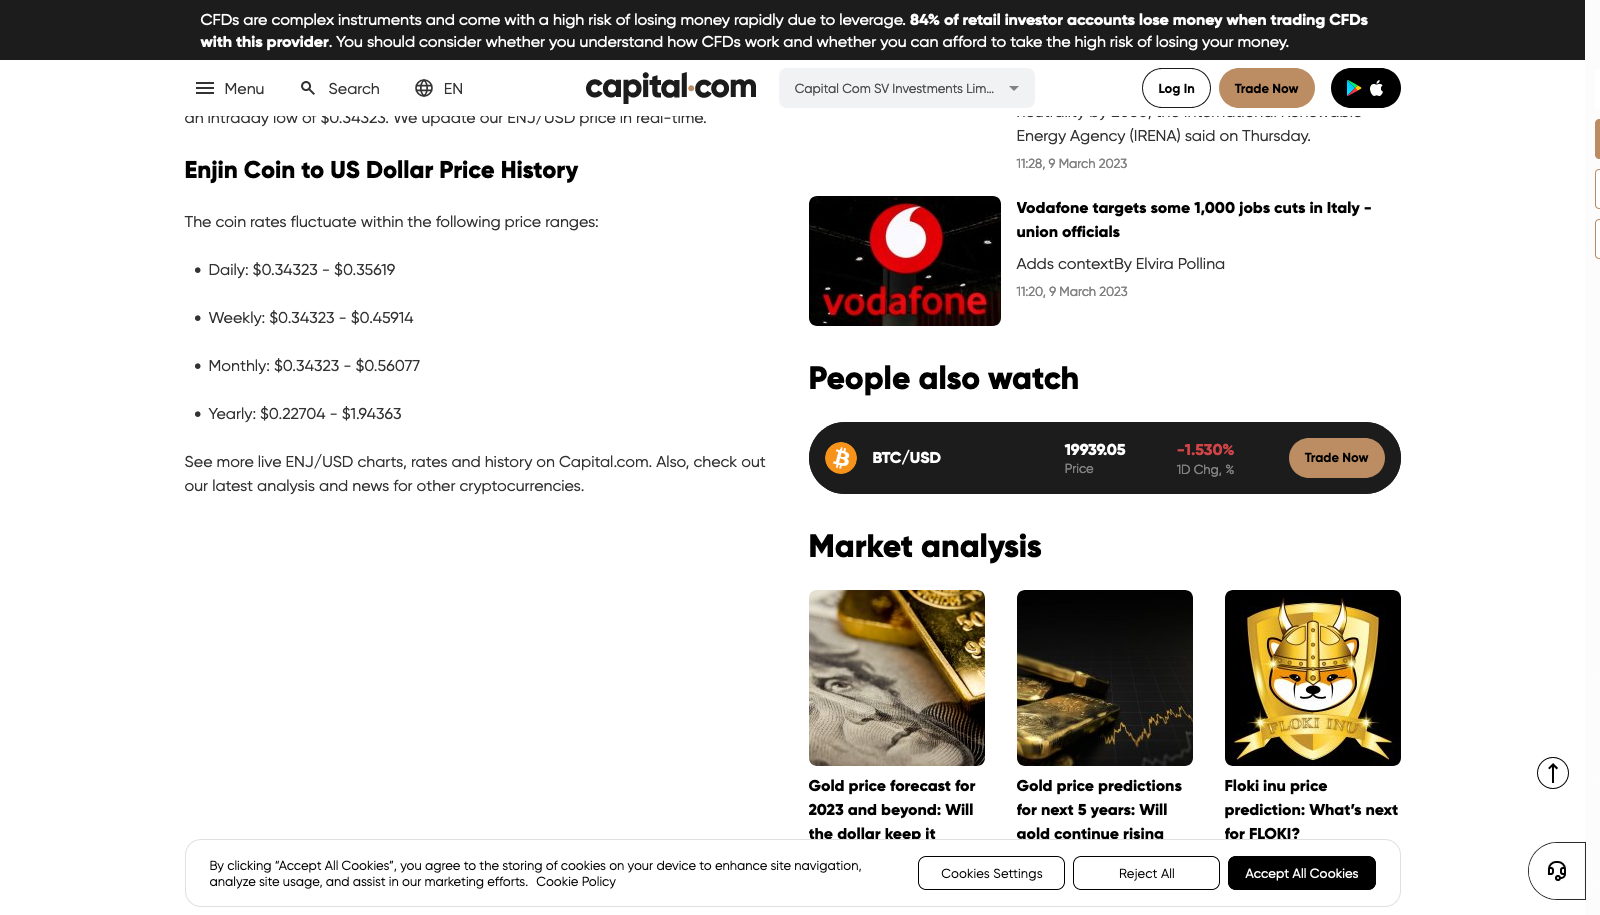 CFDs are complex instruments and come with a high risk of losing money rapidly due to leverage. 84% of retail investor accounts lose money when trading CFDs
with this provider. You should consider whether you understand how CFDs work and whether you can afford to take the high risk of losing your money.
Menu
Search
EN
capital.com
Capital Com SV Investments Lim...
Log In
Trade Now
an intraday low of $0.34323. We update our ENJ/USD price in real-time.
Enjin Coin to US Dollar Price History
The coin rates fluctuate within the following price ranges:
• Daily: $0.34323 - $0.35619
• Weekly: $0.34323 - $0.45914
• Monthly: $0.34323 - $0.56077
• Yearly: $0.22704 - $1.94363
See more live ENJ/USD charts, rates and history on Capital.com. Also, check out
our latest analysis and news for other cryptocurrencies.
neutrality by 2050, the International Renewable
Energy Agency (IRENA) said on Thursday.
11:28, 9 March 2023
vodafone
Vodafone targets some 1,000 jobs cuts in Italy -
union officials
Adds contextBy Elvira Pollina
11:20, 9 March 2023
People also watch
BTC/USD
19939.05
Price
-1.530%
1D Chg, %
Trade Now
Market analysis
FLOKI INU
Gold price forecast for
2023 and beyond: Will
the dollar keep it
Gold price predictions
for next 5 years: Will
gold continue rising
Floki inu price
prediction: What's next
for FLOKI?
By clicking “Accept All Cookies”, you agree to the storing of cookies on your device to enhance site navigation,
analyze site usage, and assist in our marketing efforts. Cookie Policy
Cookies Settings
Reject All
Accept All Cookies